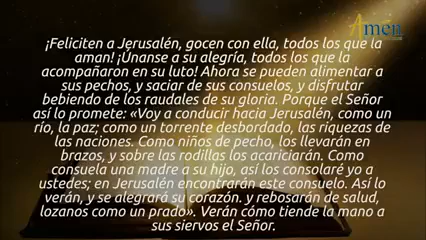 Amén
¡Feliciten a Jerusalén, gocen con ella, todos los que la
aman! ¡Únanse a su alegría, todos los que la
acompañaron en su luto! Ahora se pueden alimentar a
sus pechos, y saciar de sus consuelos, y disfrutar
bebiendo de los raudales de su gloria. Porque el Señor
así lo promete: «Voy a conducir hacia Jerusalén, como un
río, la paz; como un torrente desbordado, las riquezas de
las naciones. Como niños de pecho, los llevarán en
brazos, y sobre las rodillas los acariciarán. Como
consuela una madre a su hijo, así los consolaré yo a
ustedes; en Jerusalén encontrarán este consuelo. Así lo
verán, y se alegrará su corazón. y rebosarán de salud,
lozanos como un prado». Verán cómo tiende la mano a
sus siervos el Señor.